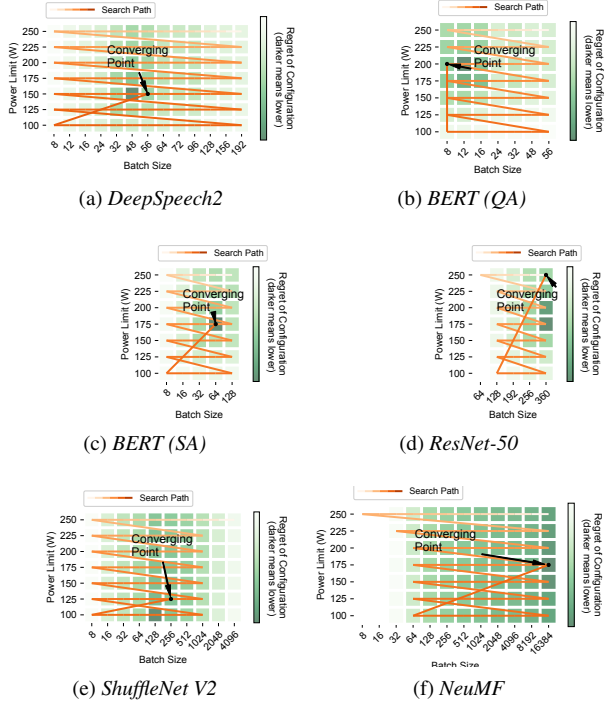 Search Path
Power Limit (W)
250
225
200
175
150
125
100
Converging
Point
8 12 16 24 32 48 56 64 72 96 128 156 192
Batch Size
Regret of Configuration
(darker means lower)
(a) DeepSpeech2
Search Path
Power Limit (W)
250
225
200
175
150
125
100
Converging
Point
8 12 16 24 32 48 56
Batch Size
Regret of Configuration
(darker means lower)
(b) BERT (QA)
Search Path
Power Limit (W)
250
225
200
175
150
125
100
Converging
Point
8 16 32 64 128
Batch Size
Regret of Configuration
(darker means lower)
(c) BERT (SA)
Search Path
Power Limit (W)
250
225
200
175
150
125
100
Converging
Point
64 128 192 256 360
Batch Size
Regret of Configuration
(darker means lower)
(d) ResNet-50
Search Path
Power Limit (W)
250
225
200
175
150
125
100
Converging
Point
8 16 32 64 128 256 512 1024 2048 4096
Batch Size
Regret of Configuration
(darker means lower)
(e) ShuffleNet V2
Search Path
Power Limit (W)
250
225
200
175
150
125
100
Converging
Point
8 16 32 64 128 256 512 1024 2048 4096 8192 16384
Batch Size
Regret of Configuration
(darker means lower)
(f) NeuMF